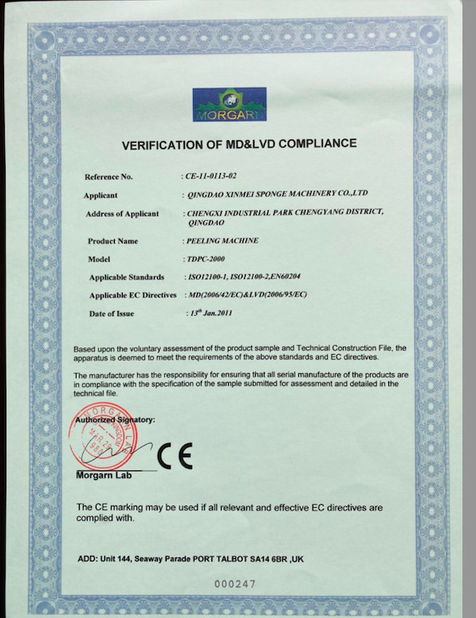 MORGARN
VERIFICATION OF MD&LVD COMPLIANCE
Reference No. : CE-11-0113-02
Applicant : QINGDAO XINMEI SPONGE MACHINERY CO.,LTD
Address of Applicant : CHENGXI INDUSTRIAL PARK CHENGYANG DISTRICT,
QINGDAO
Product Name : PEELING MACHINE
Model : TDPC-2000
Applicable Standards : ISO12100-1, ISO12100-2,EN60204
Applicable EC Directives : MD(2006/42/EC)&LVD(2006/95/EC)
Date of Issue : 13th Jan.2011
Based upon the voluntary assessment of the product sample and Technical Construction File, the
apparatus is deemed to meet the requirements of the above standards and EC directives.
The manufacturer has the responsibility for ensuring that all serial manufacture of the products are
in compliance with the specification of the sample submitted for assessment and detailed in the
technical file.
MORGARN LAB
Authorized Signatory:
CE
Morgarn Lab
The CE marking may be used if all relevant and effective EC directives are
complied with.
ADD: Unit 144, Seaway Parade PORT TALBOT SA14 6BR ,UK
000247